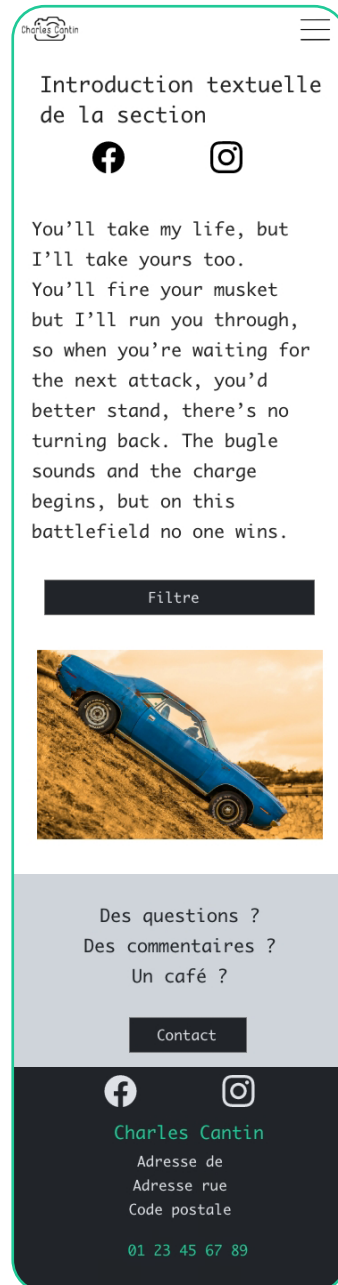 Charles Cantin
Introduction textuelle
de la section
You’ll take my life, but
I’ll take yours too.
You’ll fire your musket
but I’ll run you through,
so when you’re waiting for
the next attack, you’d
better stand, there’s no
turning back. The bugle
sounds and the charge
begins, but on this
battlefield no one wins.
Filtre
Des questions ?
Des commentaires ?
Un café ?
Contact
Charles Cantin
Adresse de
Adresse rue
Code postale
01 23 45 67 89